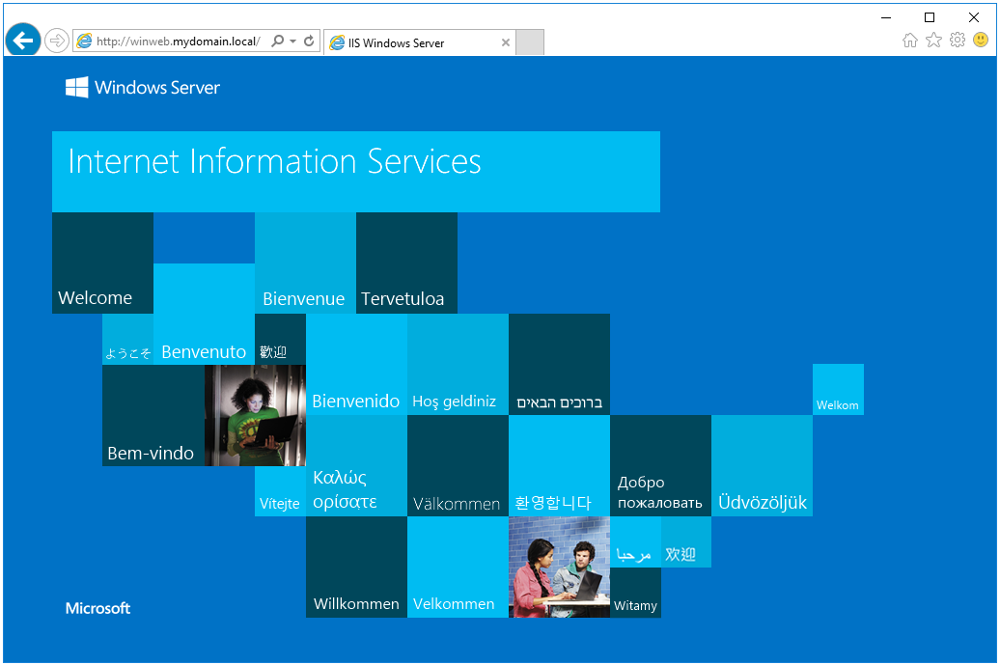 http://winweb.mydomain.local/
IIS Windows Server
Windows Server
Internet Information Services
Welcome
Bienvenue
Tervetuloa
ようこそ
Benvenuto
歡迎
Bienvenido
Hoş geldiniz
ברוכים הבאים
Welkom
Bem-vindo
Vítejte
Καλώς
ορίσατε
Välkommen
환영합니다
Добро
пожаловать
Üdvözöljük
مرحبا
欢迎
Willkommen
Velkommen
Witamy
Microsoft